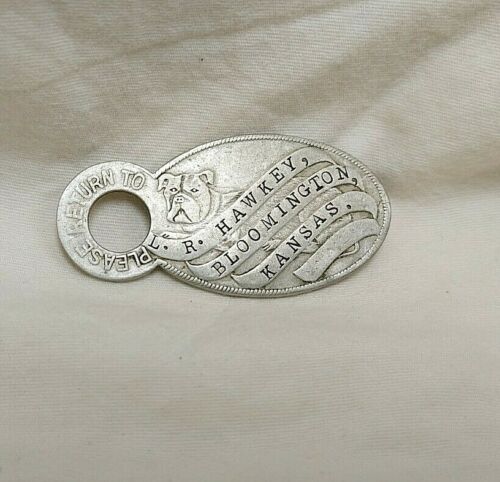 PLEASE RETURN TO
R. HAWKEY,
BLOOMINGTON,
KANSAS.